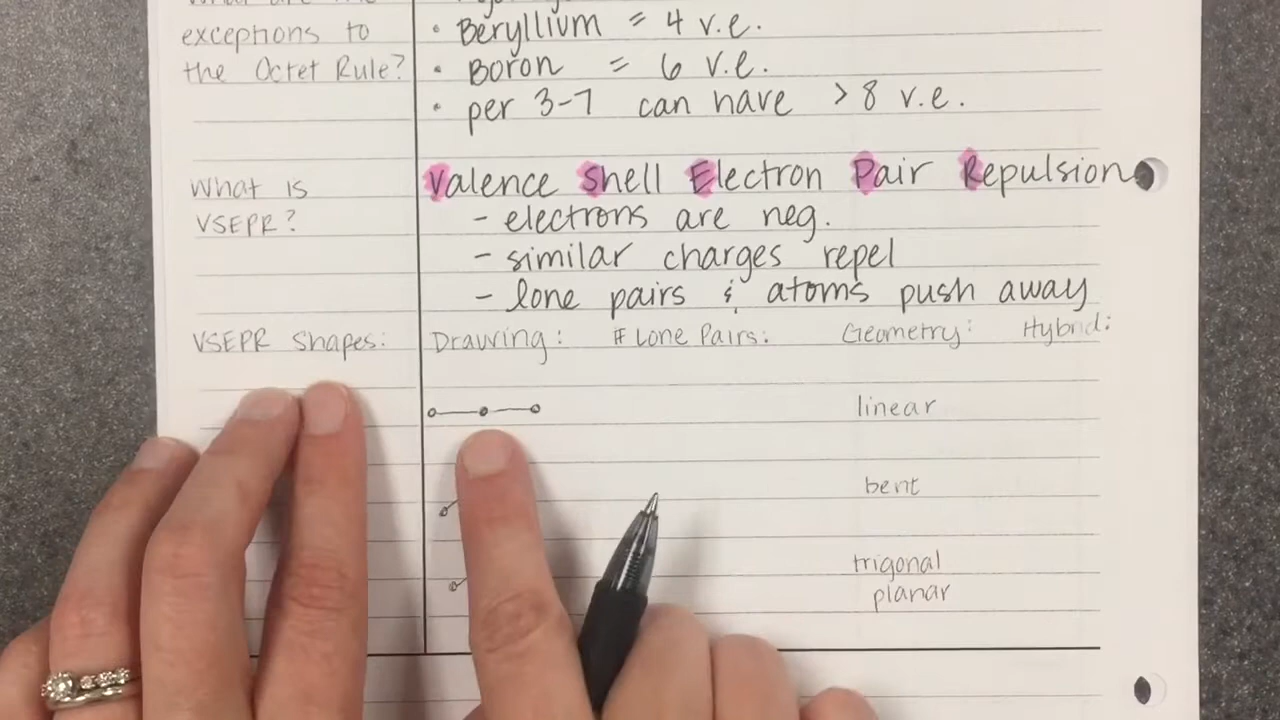 exceptions to
the Octet Rule?
• Beryllium = 4 v.e.
• Boron = 6 v.e.
• per 3-7 can have > 8 v.e.
What is
VSEPR?
Valence Shell Electron Pair Repulsion
- electrons are neg.
- similar charges repel
- lone pairs & atoms push away
VSEPR Shapes: Drawing: # Lone Pairs: Geometry: Hybrid:
linear
bent
trigonal
planar